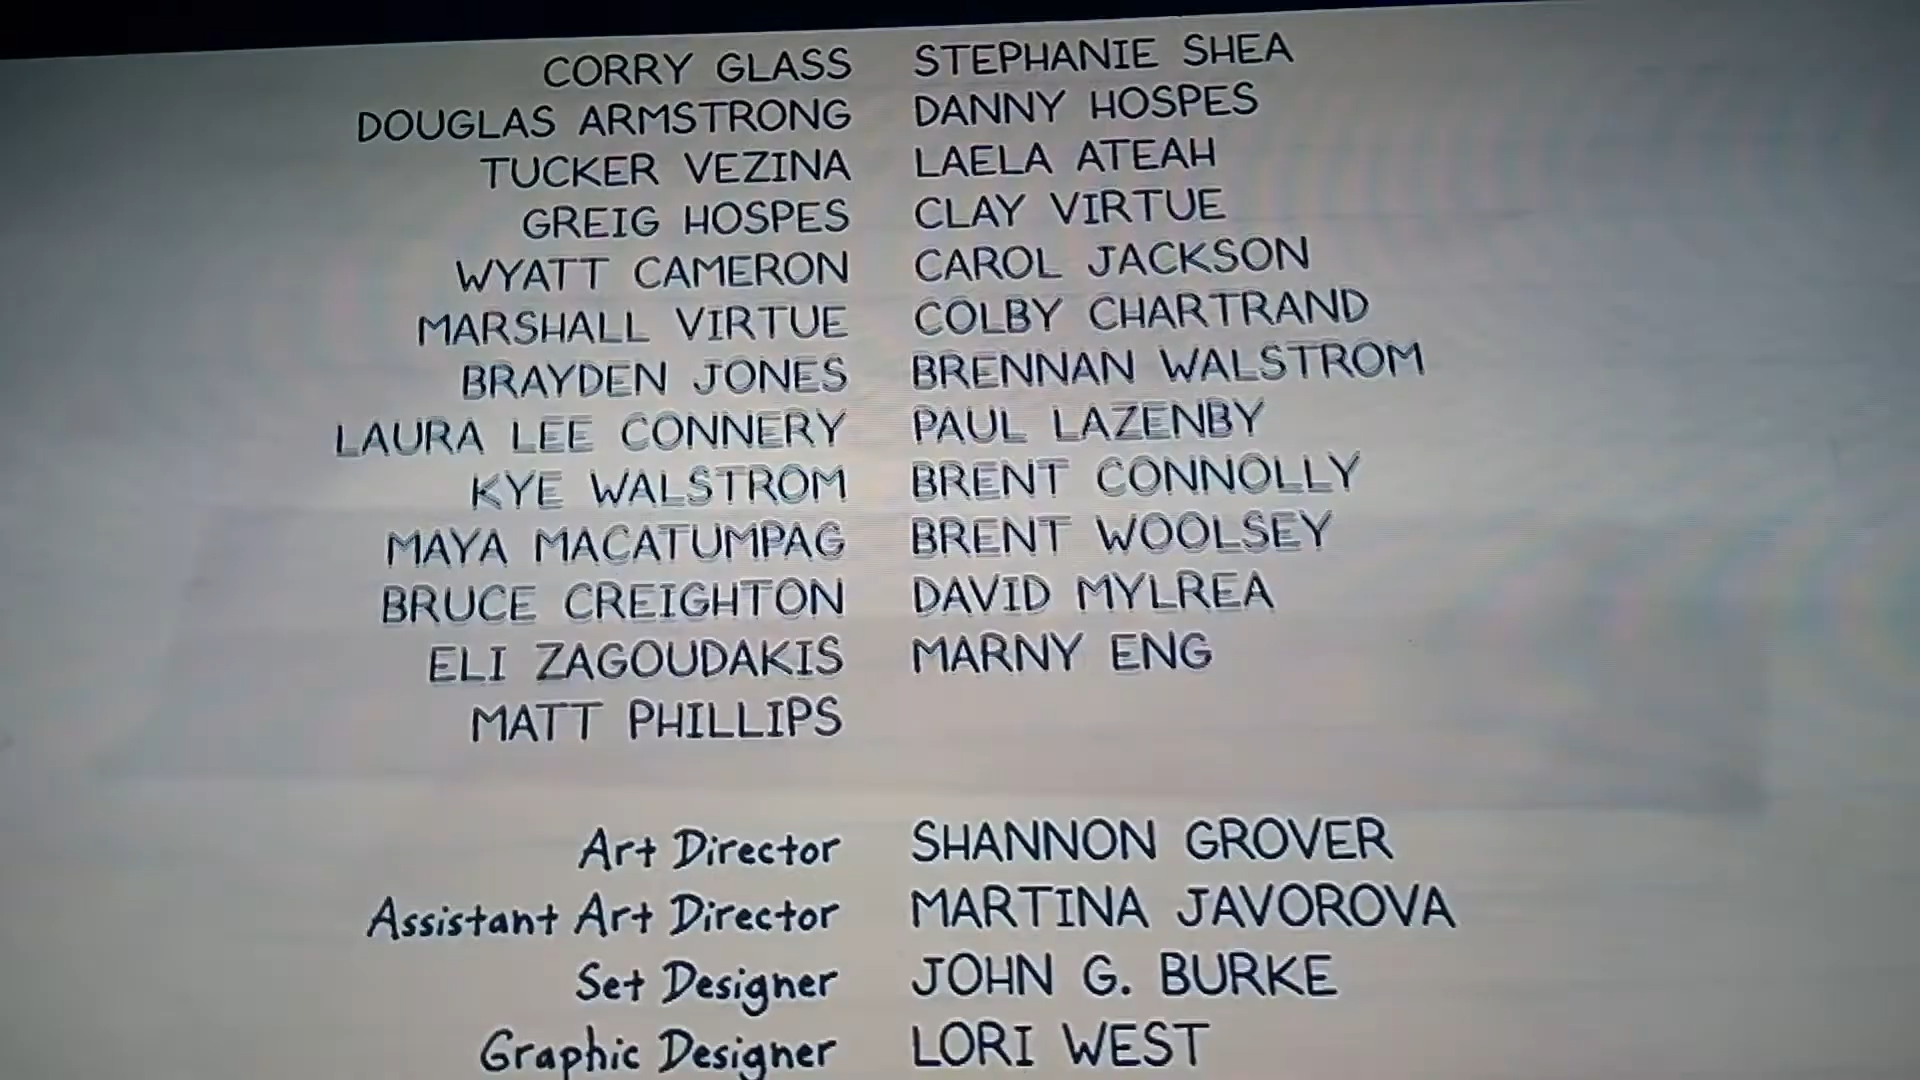 CORRY GLASS STEPHANIE SHEA
DOUGLAS ARMSTRONG DANNY HOSPES
TUCKER VEZINA LAELA ATEAH
GREIG HOSPES CLAY VIRTUE
WYATT CAMERON CAROL JACKSON
MARSHALL VIRTUE COLBY CHARTRAND
BRAYDEN JONES BRENNAN WALSTROM
LAURA LEE CONNERY PAUL LAZENBY
KYE WALSTROM BRENT CONNOLLY
MAYA MACATUMPAG BRENT WOOLSEY
BRUCE CREIGHTON DAVID MYLREA
ELI ZAGOUDAKIS MARNY ENG
MATT PHILLIPS
Art Director SHANNON GROVER
Assistant Art Director MARTINA JAVOROVA
Set Designer JOHN G. BURKE
Graphic Designer LORI WEST